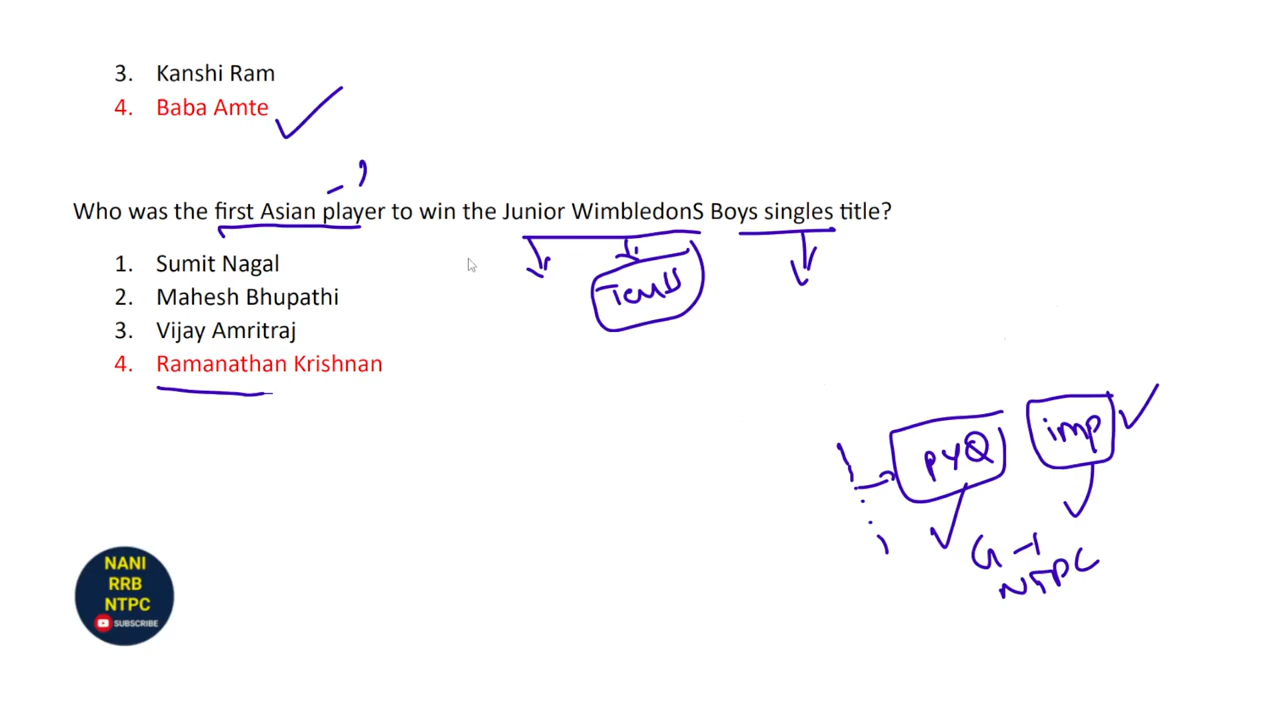 3. Kanshi Ram
4. Baba Amte
Who was the first Asian player to win the Junior WimbledonS Boys singles title?
1. Sumit Nagal
2. Mahesh Bhupathi
3. Vijay Amritraj
4. Ramanathan Krishnan
PYQ
imp
NTPC
NANI
RRB
NTPC
SUBSCRIBE